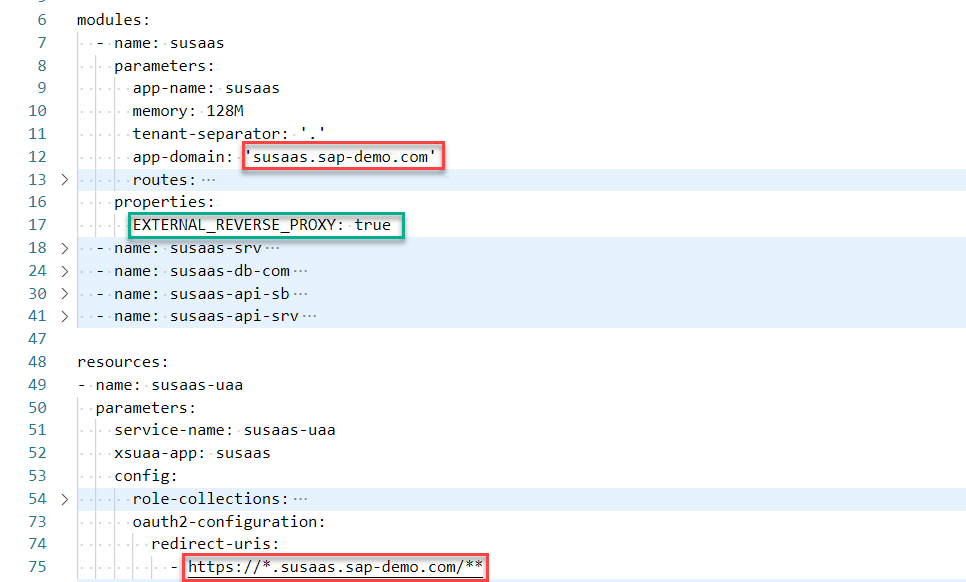 6 modules:
7 - name: susaas
8 parameters:
9 app-name: susaas
10 memory: 128M
11 tenant-separator: '.'
12 app-domain: 'susaas.sap-demo.com'
13 > routes: ···
16 properties:
17 EXTERNAL_REVERSE_PROXY: true
18 > - name: susaas-srv ···
24 > - name: susaas-db-com ···
30 > - name: susaas-api-sb ···
41 > - name: susaas-api-srv ···
47
48 resources:
49 - name: susaas-uaa
50 parameters:
51 service-name: susaas-uaa
52 xsuaa-app: susaas
53 config:
54 > role-collections: ···
73 oauth2-configuration:
74 redirect-uris:
75 - https://*.susaas.sap-demo.com/**